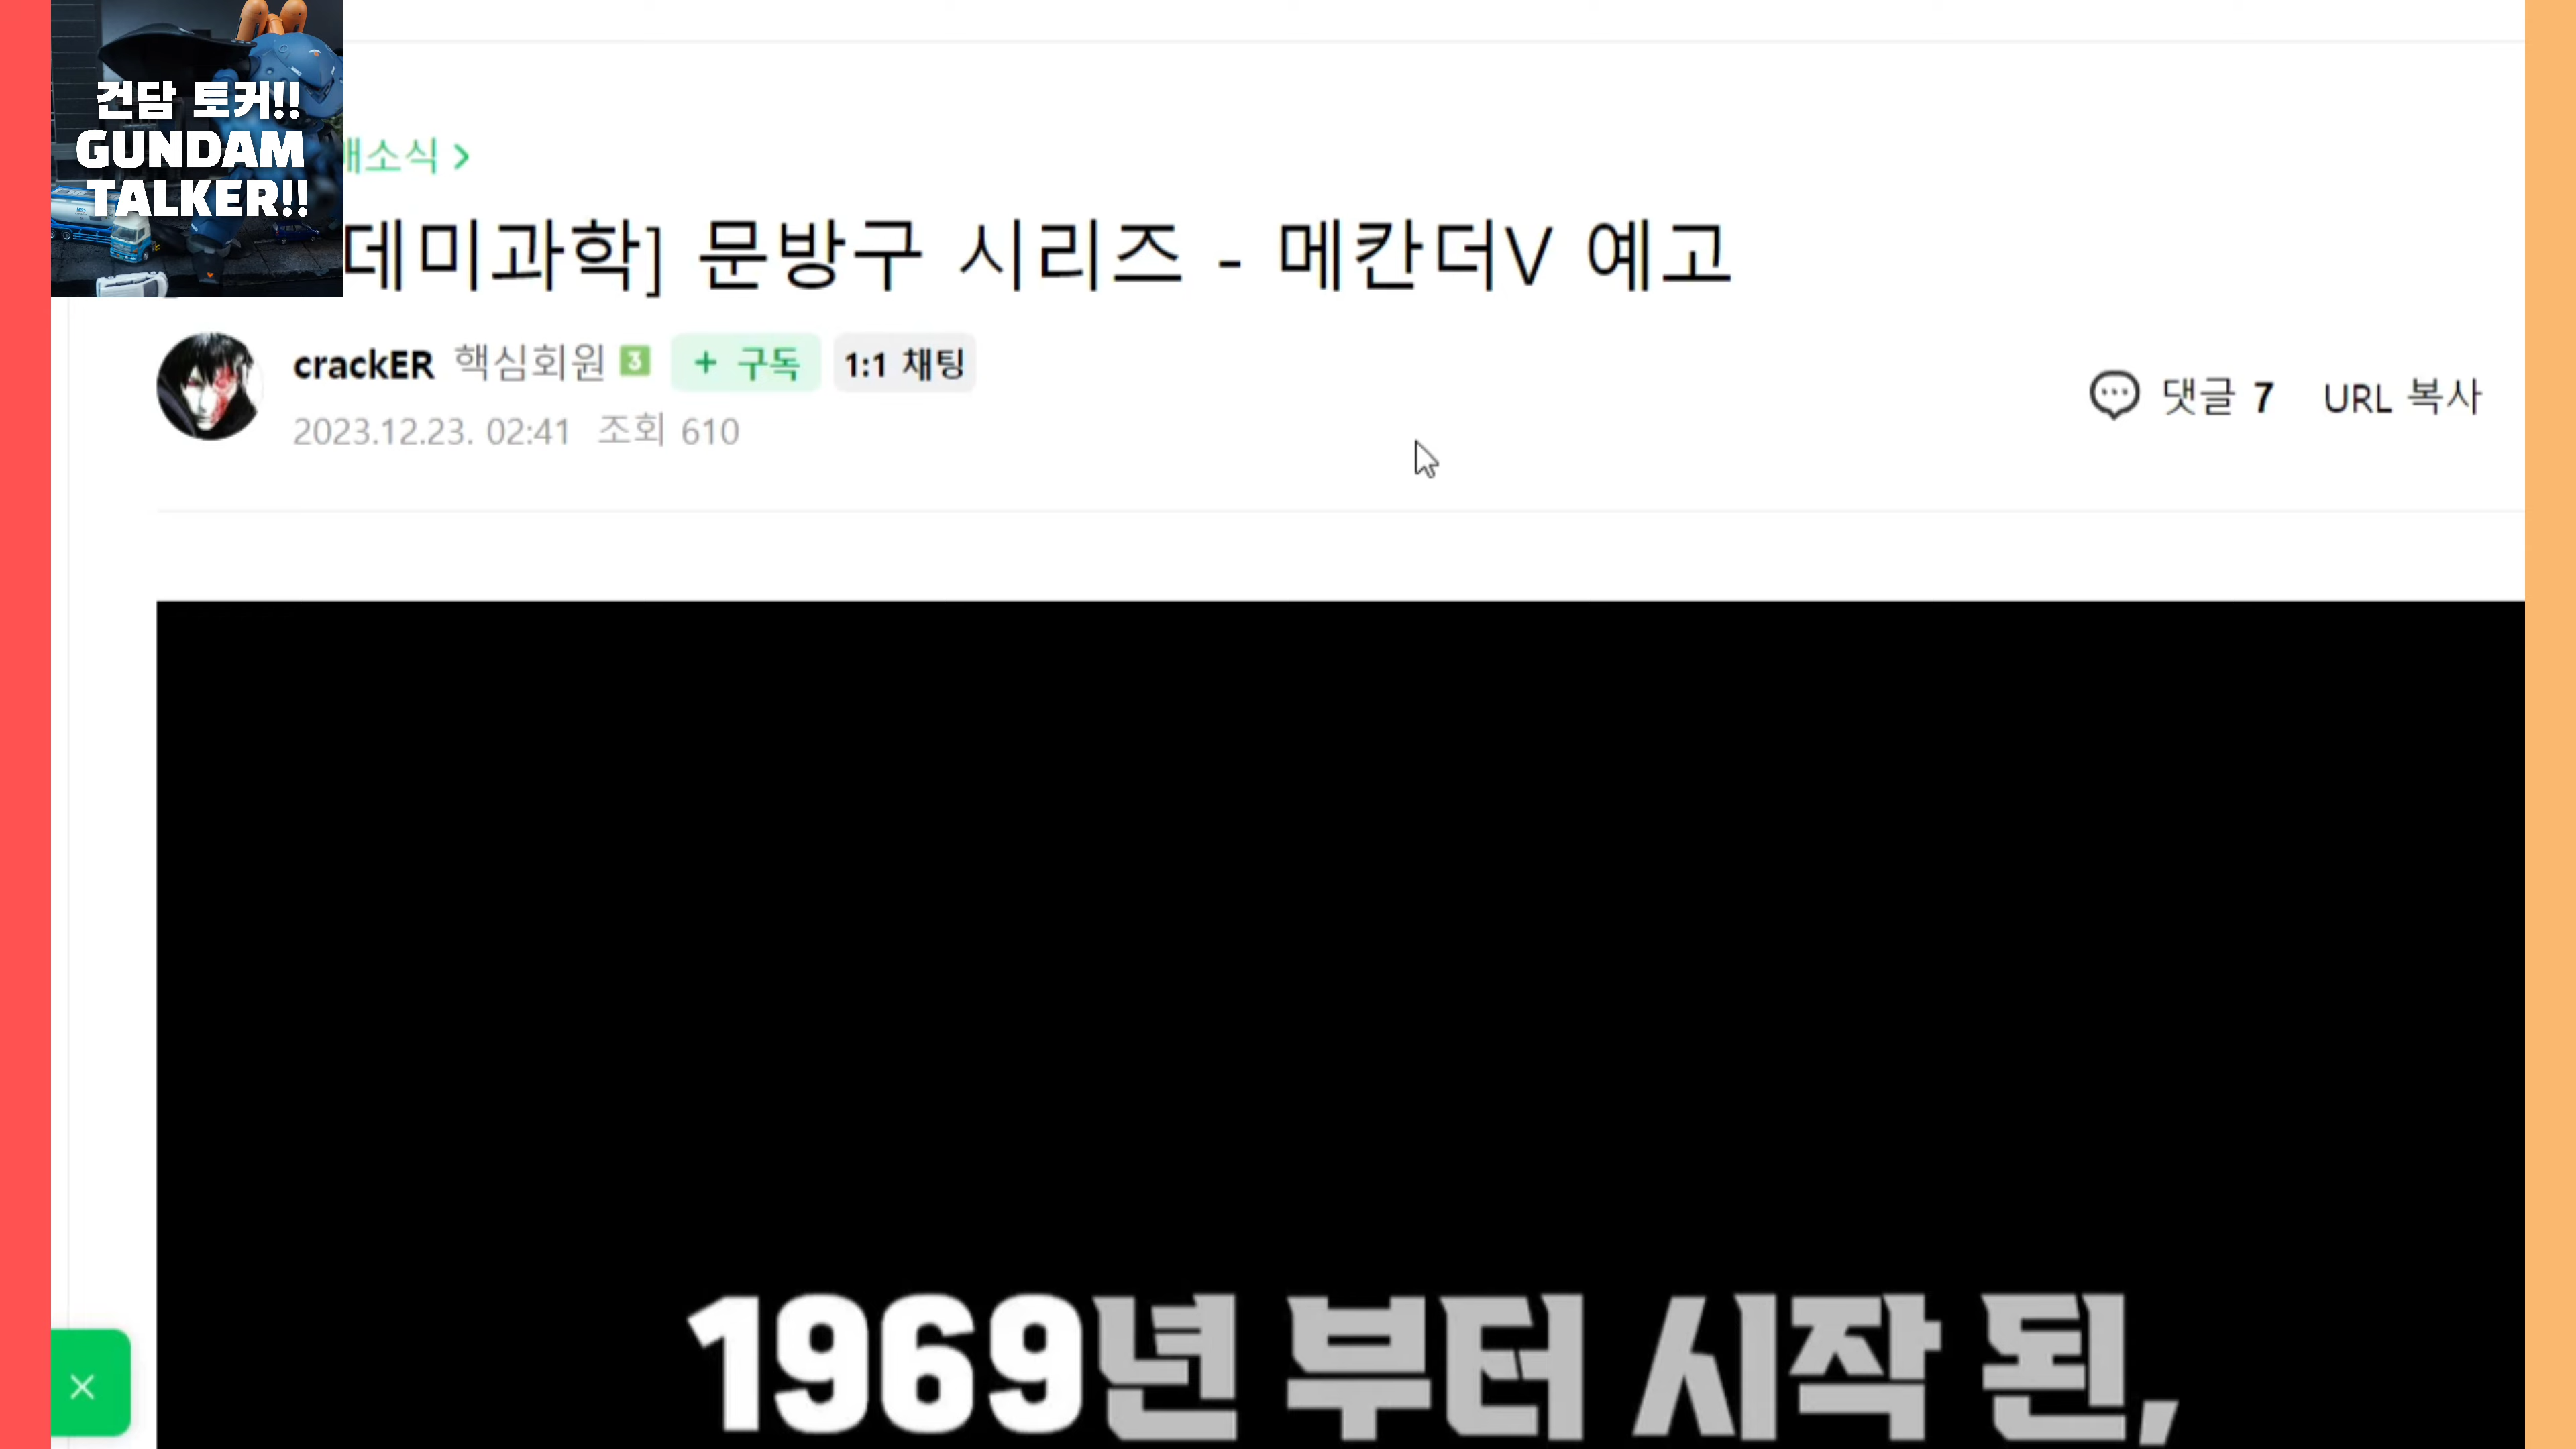 건담 토커!!
GUNDAM
TALKER!!
소식 >
데미과학] 문방구 시리즈 - 메칸더V 예고
crackER 핵심회원 3 + 구독 1:1 채팅
2023.12.23. 02:41 조회 610
댓글 7 URL 복사
1969년 부터 시작 된,